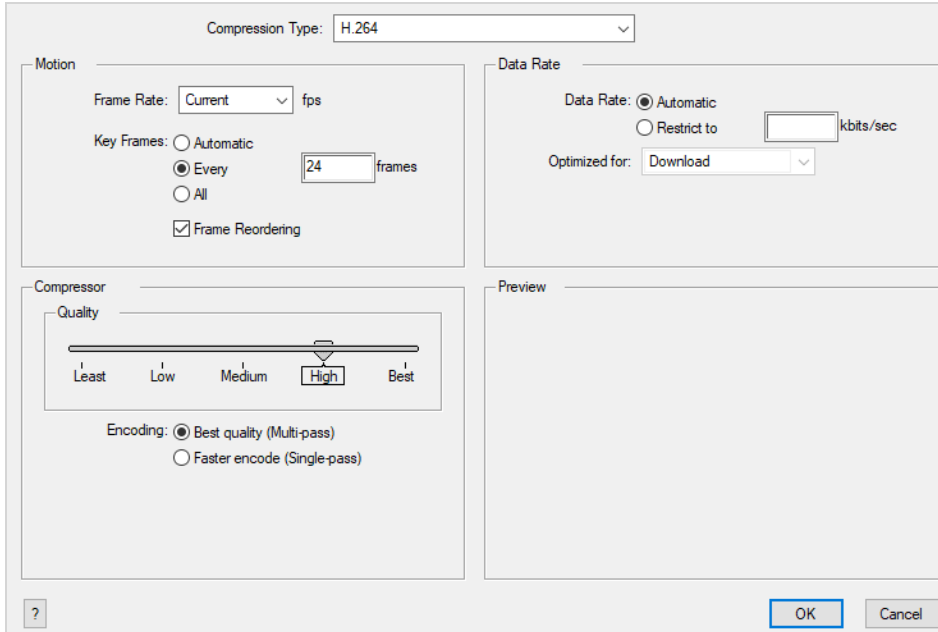 Compression Type: H.264
Motion
Frame Rate: Current fps
Key Frames: Automatic
Every 24 frames
All
Frame Reordering
Data Rate
Data Rate: Automatic
Restrict to kbits/sec
Optimized for: Download
Compressor
Quality
Least Low Medium High Best
Encoding: Best quality (Multi-pass)
Faster encode (Single-pass)
Preview
? OK Cancel